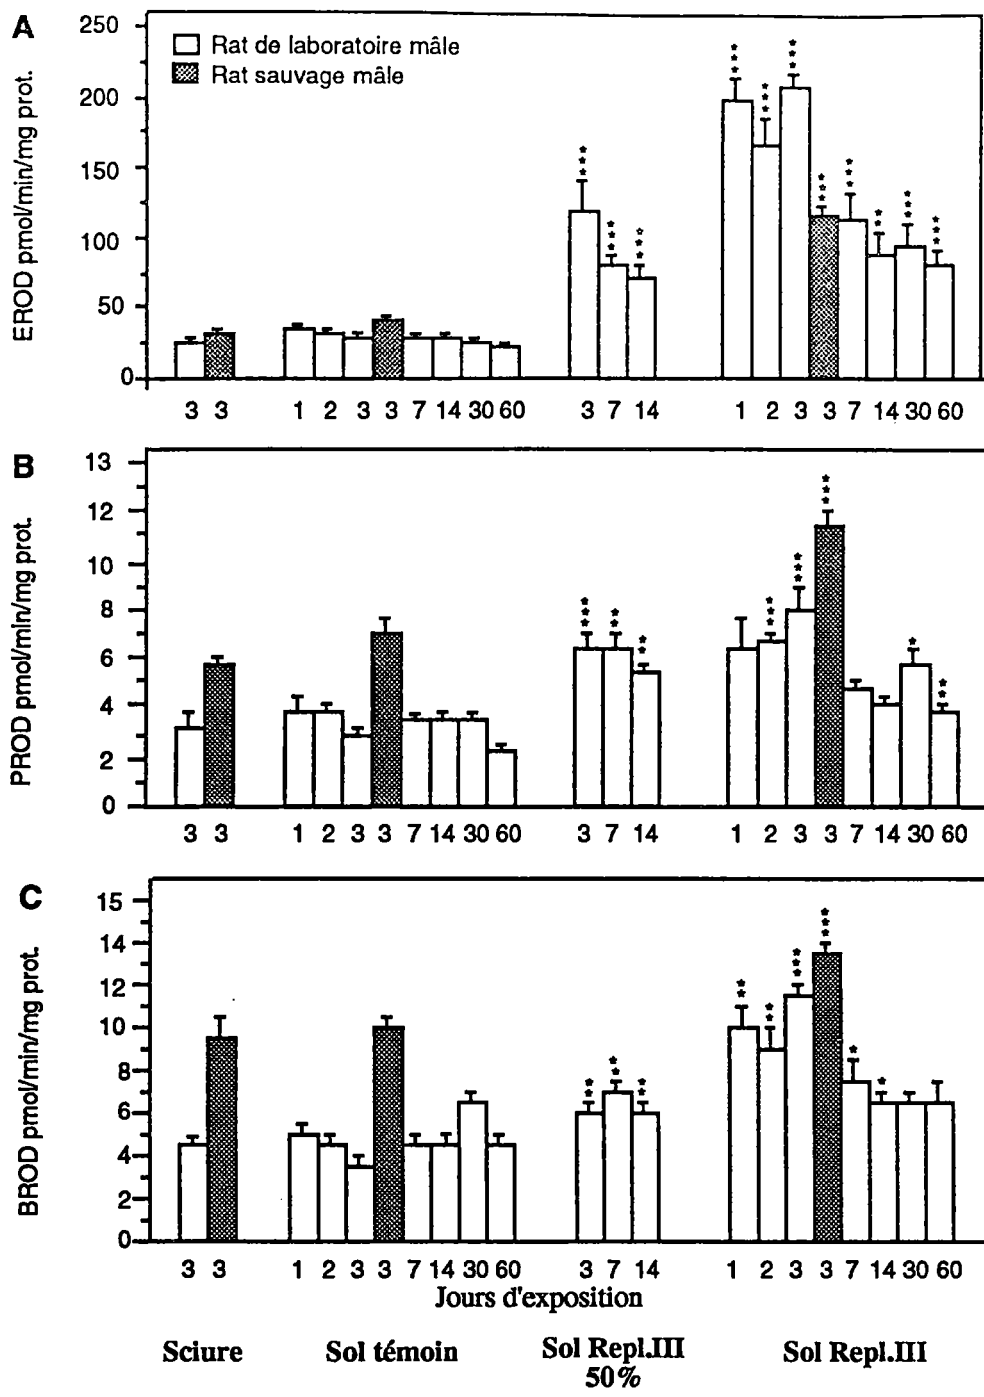 A
EROD pmol/min/mg prot.
250
200
150
100
50
0
Rat de laboratoire mâle
Rat sauvage mâle
*** *** *** *** *** *** *** *** ** *** ***
3 3 1 2 3 3 7 14 30 60 3 7 14 1 2 3 3 7 14 30 60
B
PROD pmol/min/mg prot.
13
12
10
8
6
4
2
0
*** ** ** *** *** *** * **
3 3 1 2 3 3 7 14 30 60 3 7 14 1 2 3 3 7 14 30 60
C
BROD pmol/min/mg prot.
15
14
12
10
8
6
4
2
0
** ** ** ** ** *** *** * *
3 3 1 2 3 3 7 14 30 60 3 7 14 1 2 3 3 7 14 30 60
Jours d'exposition
Sciure Sol témoin Sol Repl.III 50% Sol Repl.III